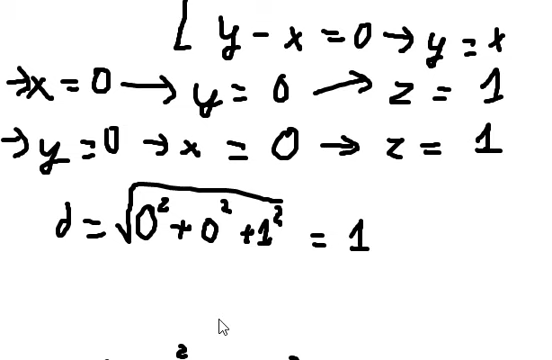 [ y - x = 0 → y = x
→ x = 0 → y = 0 → z = 1
→ y = 0 → x = 0 → z = 1
d = √(0² + 0² + 1²) = 1